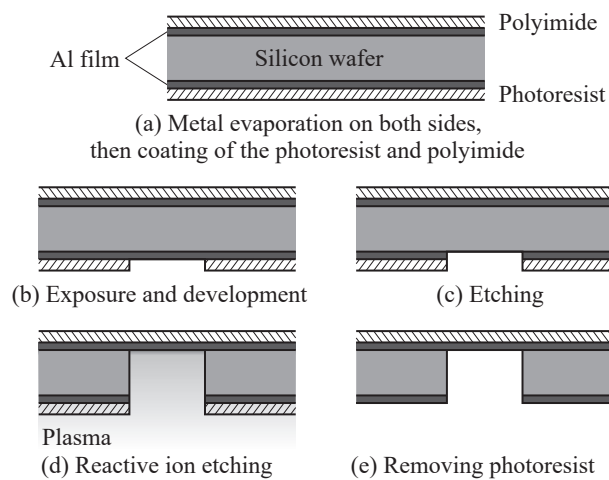 Polyimide
Al film
Silicon wafer
Photoresist
(a) Metal evaporation on both sides,
then coating of the photoresist and polyimide
(b) Exposure and development
(c) Etching
Plasma
(d) Reactive ion etching
(e) Removing photoresist